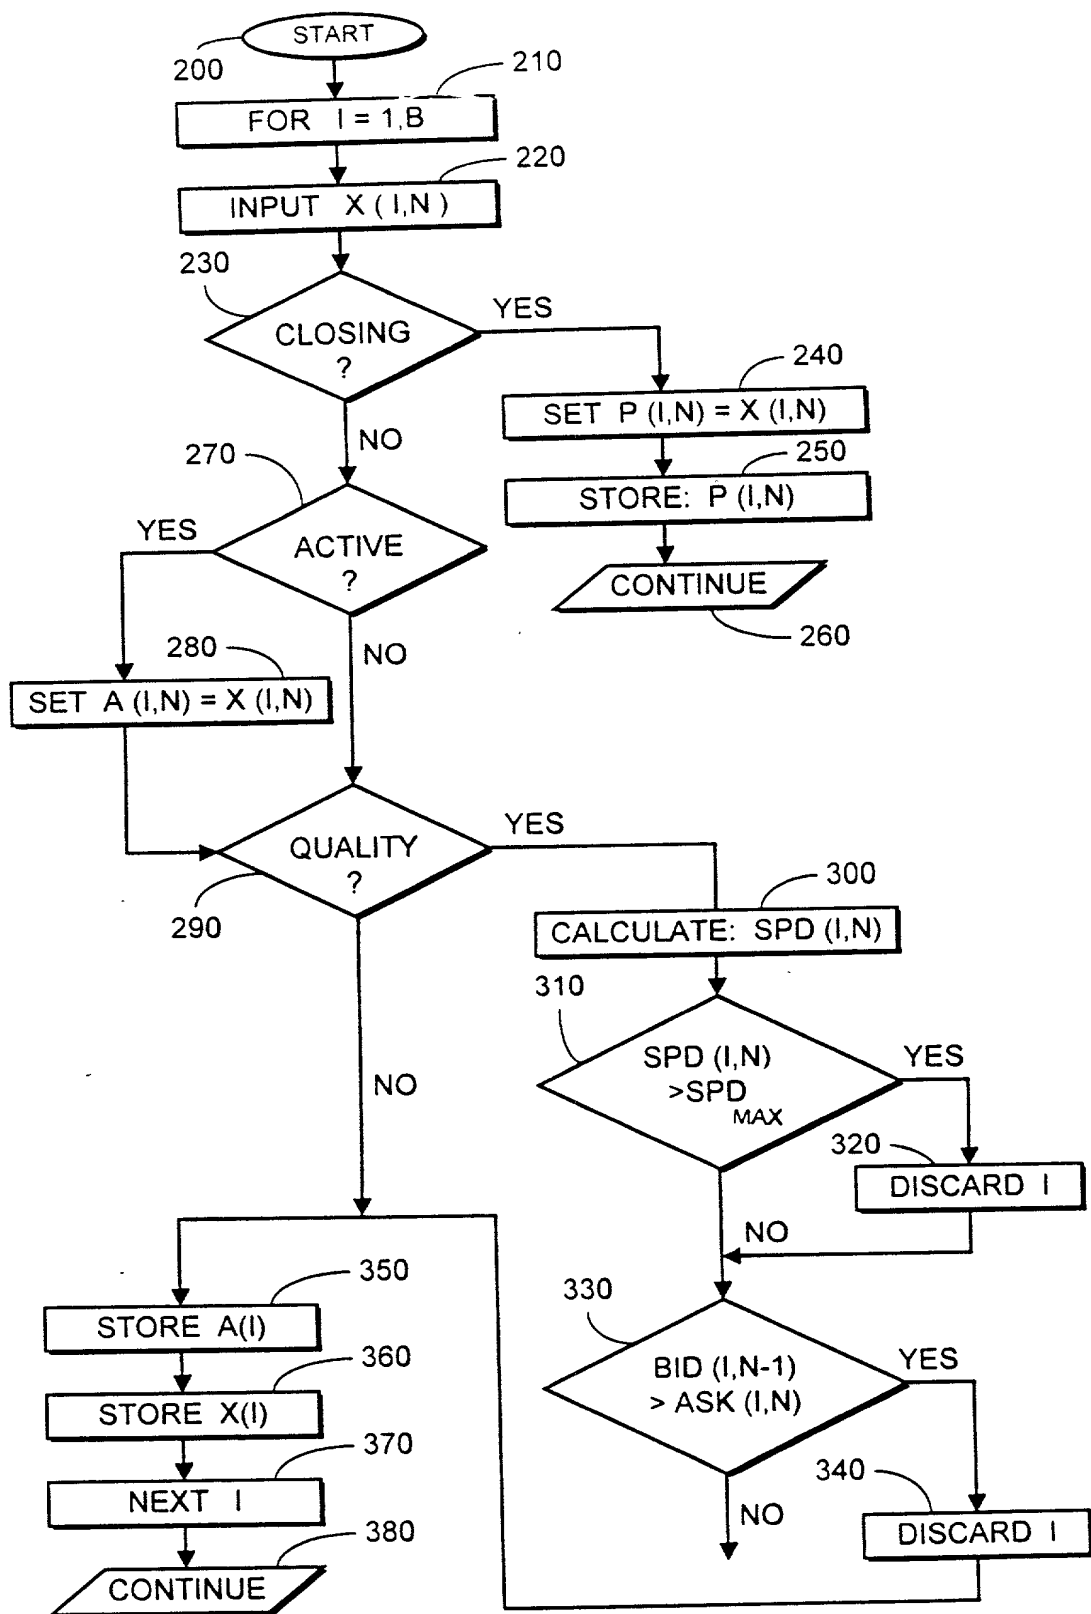 START
200
210
FOR I = 1,B
220
INPUT X ( I,N )
230
CLOSING
?
YES
240
SET P (I,N) = X (I,N)
NO
250
STORE: P (I,N)
270
YES
ACTIVE
?
CONTINUE
260
NO
280
SET A (I,N) = X (I,N)
QUALITY
?
YES
290
300
CALCULATE: SPD (I,N)
310
SPD (I,N)
>SPD
MAX
YES
NO
320
DISCARD I
NO
330
350
STORE A(I)
BID (I,N-1)
> ASK (I,N)
YES
360
STORE X(I)
370
NEXT I
340
NO
DISCARD I
380
CONTINUE